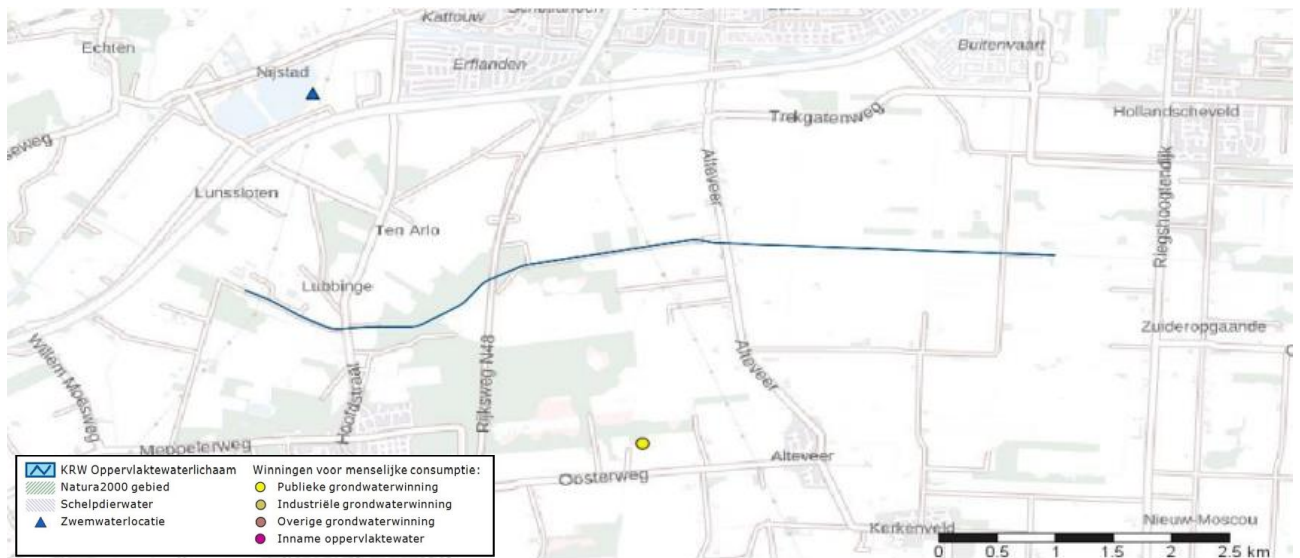 Kattouw
Echten
Buitenvaart
Erflanden
Nijstad
Hollandscheveld
Trekgatenweg
Alteveer
Lunssloten
Riegshoogtendijk
Ten Arlo
Lubbinge
Zuideropgaande
Willem Moesweg
Rijksweg N48
Alteveer
Hoofdstraat
Meppelerweg
Alteveer
Oosterweg
KRW Oppervlaktewaterlichaam
Natura2000 gebied
Schelpdierwater
Zwemwaterlocatie
Winningen voor menselijke consumptie:
Publieke grondwaterwinning
Industriële grondwaterwinning
Overige grondwaterwinning
Inname oppervlaktewater
Kerkenveld
Nieuw-Moscou
0 0.5 1 1.5 2 2.5 km